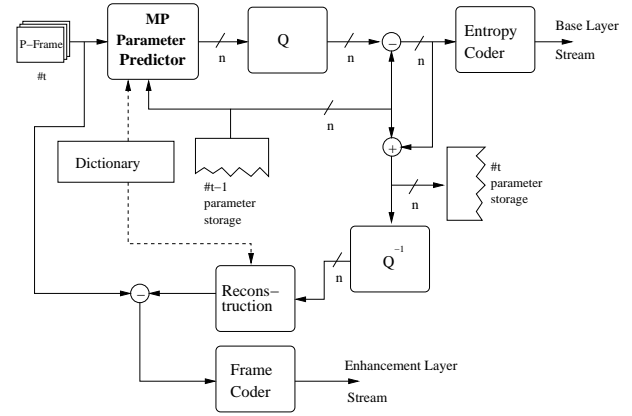 P-Frame
#t
MP
Parameter
Predictor
n
Q
n
−
n
Entropy
Coder
Base Layer
Stream
n
+
Dictionary
#t−1
parameter
storage
n
#t
parameter
storage
Q −1
n
Recons−
truction
−
Frame
Coder
Enhancement Layer
Stream